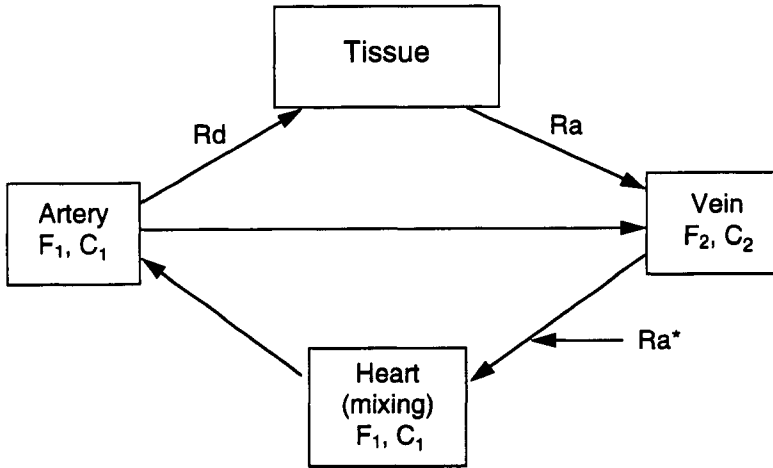 Tissue
Rd
Ra
Artery
F₁, C₁
Vein
F₂, C₂
Ra*
Heart
(mixing)
F₁, C₁